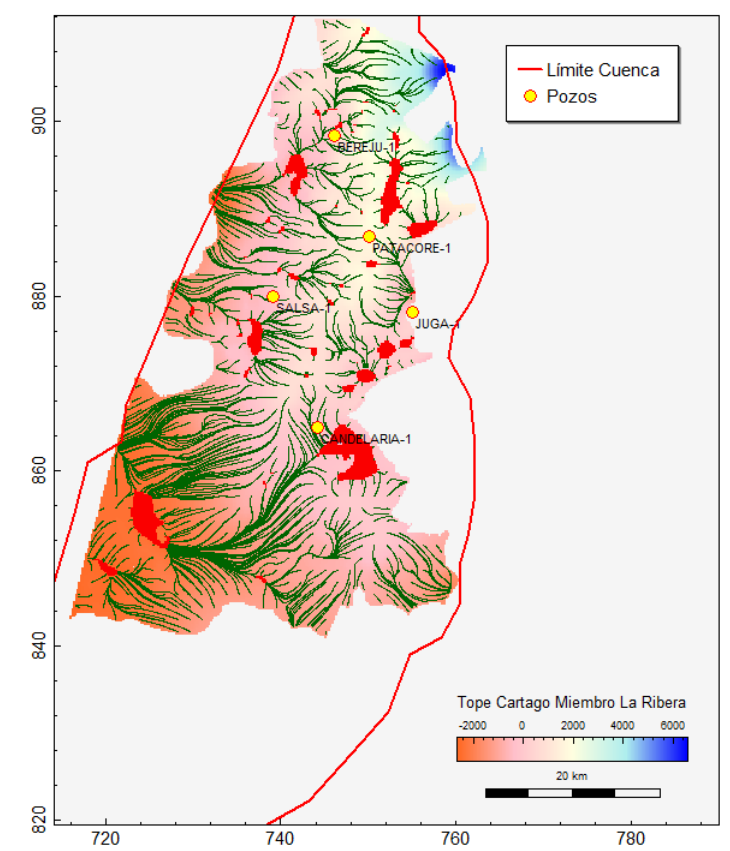 Límite Cuenca
Pozos
900
BEREJU-1
PATACORE-1
880
SALSA-1
JUGA-1
CANDELARIA-1
860
840
Tope Cartago Miembro La Ribera
-2000 0 2000 4000 6000
20 km
820
720 740 760 780